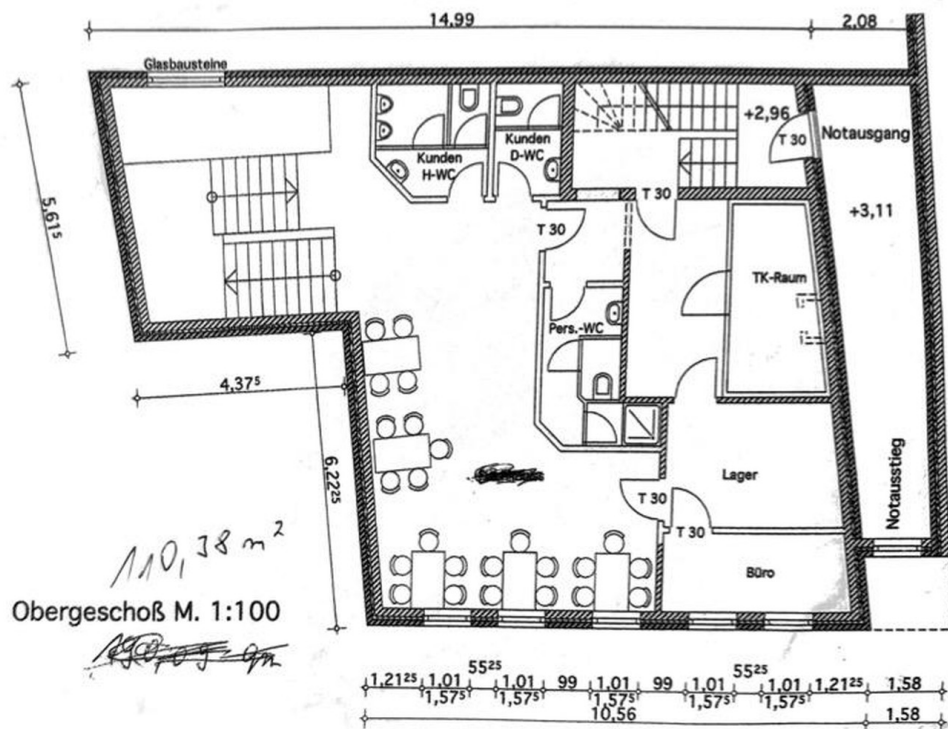 14,99
2,08
Glasbausteine
+2,96
Notausgang
T 30
Kunden
H-WC
Kunden
D-WC
T 30
T 30
+3,11
5,61⁵
TK-Raum
Pers.-WC
4,37⁵
6,22²⁵
Lager
T 30
T 30
Notausstieg
Büro
110,38 m²
Obergeschoß M. 1:100
55²⁵
55²⁵
1,21²⁵
1,01
1,01
99
1,01
99
1,01
1,01
1,21²⁵
1,58
1,57⁵
1,57⁵
1,57⁵
1,57⁵
1,57⁵
10,56
1,58